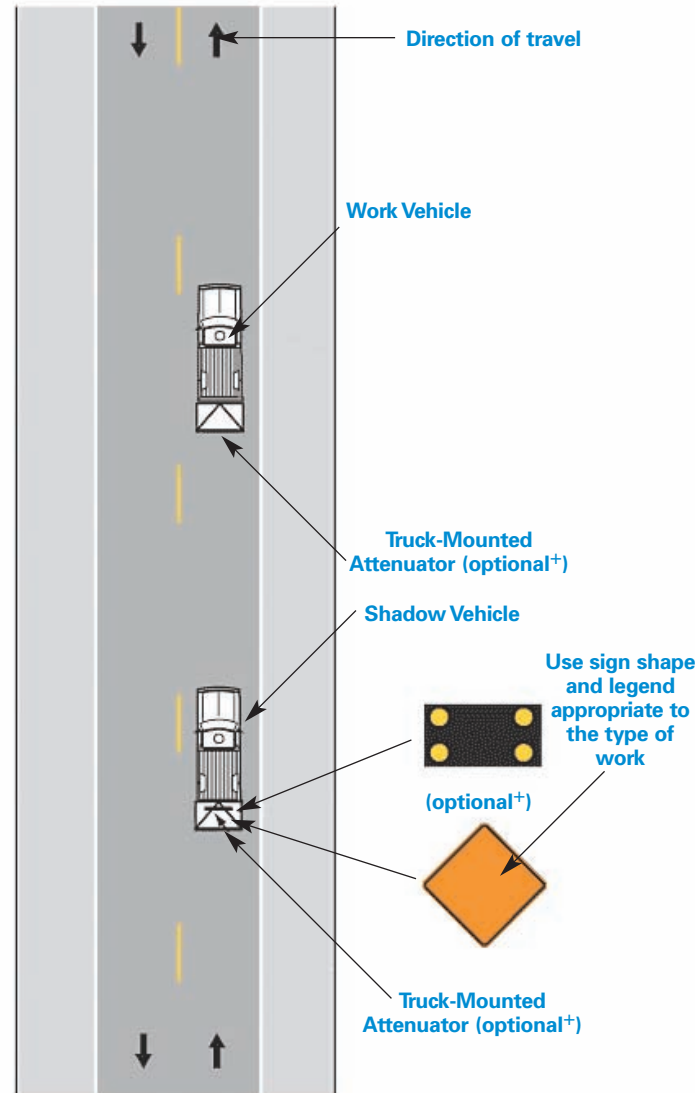 Direction of travel
Work Vehicle
Truck-Mounted
Attenuator (optional+)
Shadow Vehicle
Use sign shape
and legend
appropriate to
the type of
work
(optional+)
Truck-Mounted
Attenuator (optional+)